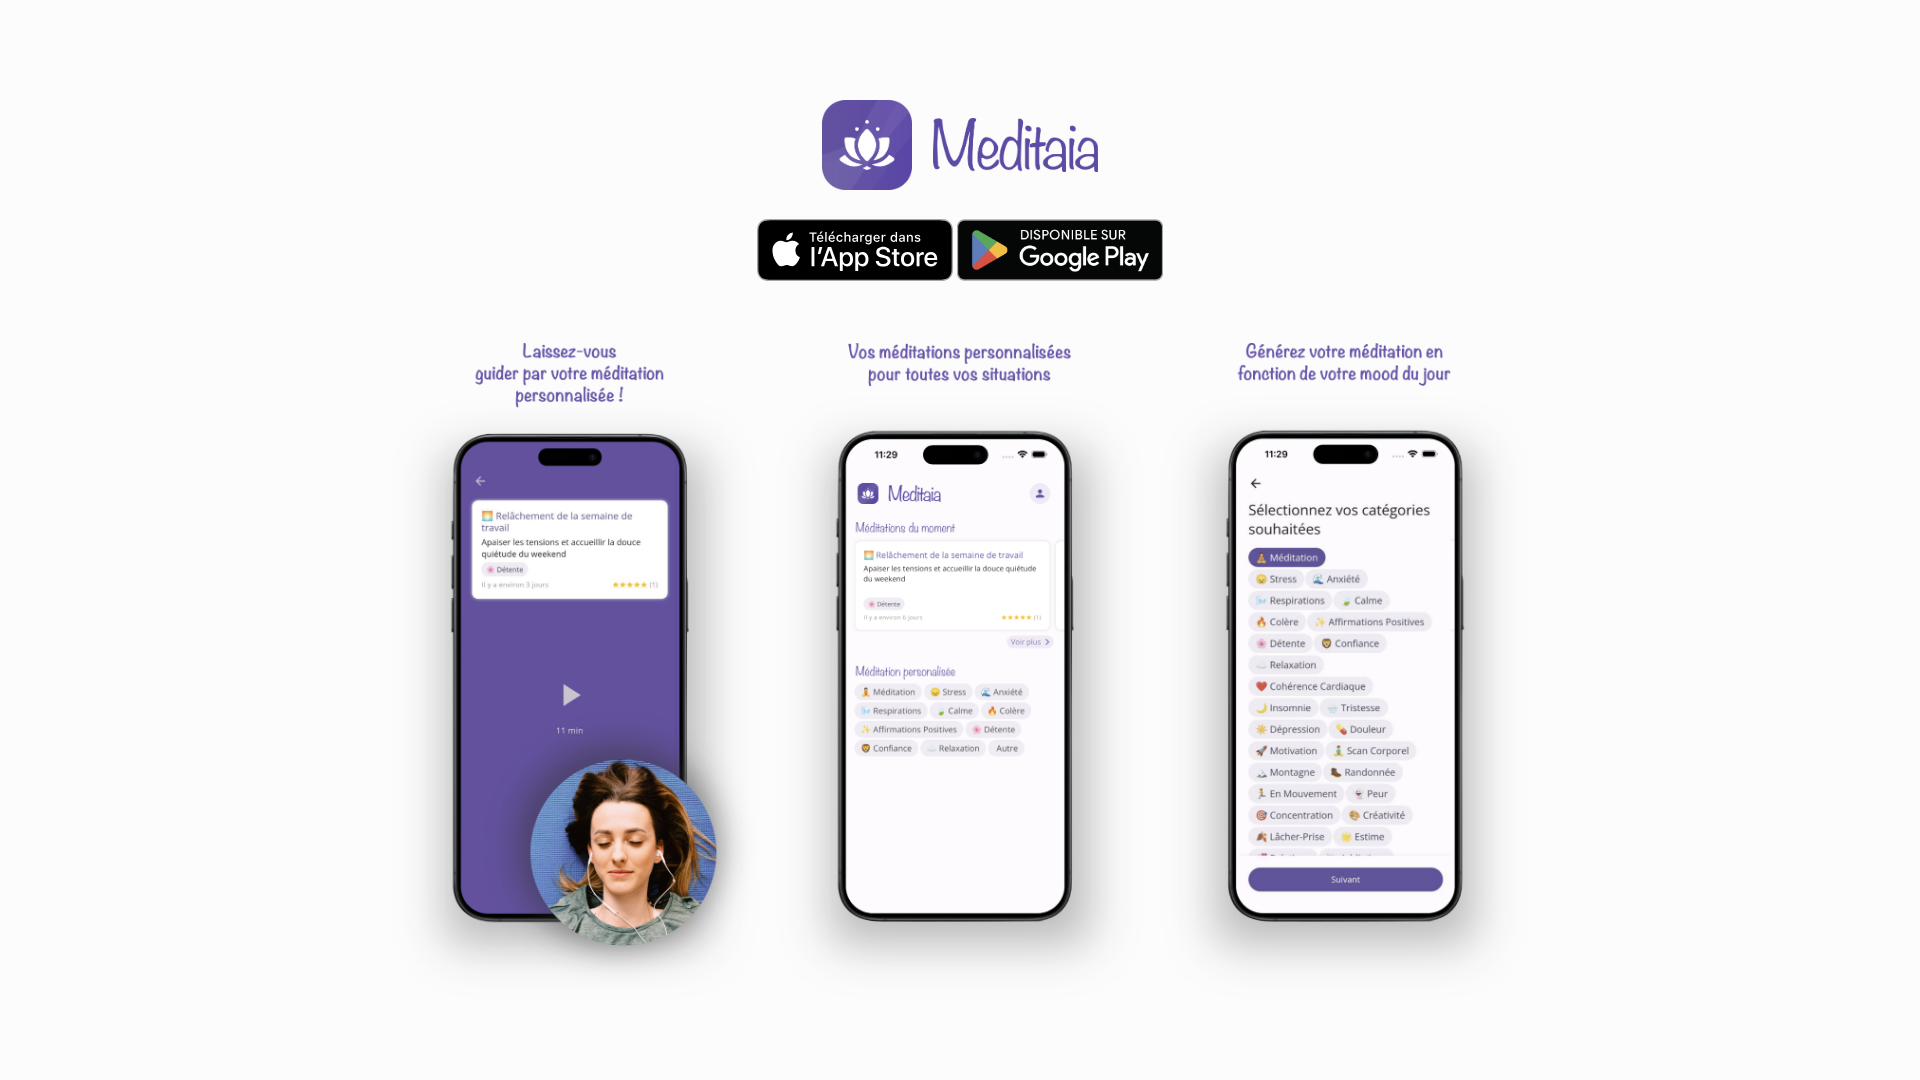 Meditaia
Télécharger dans
l'App Store
DISPONIBLE SUR
Google Play
Laissez-vous
guider par votre méditation
personnalisée !
Relâchement de la semaine de
travail
Apaiser les tensions et accueillir la douce
quiétude du weekend
Détente
Il y a environ 3 jours
(1)
11 min
Vos méditations personnalisées
pour toutes vos situations
11:29
Meditaia
Méditations du moment
Relâchement de la semaine de travail
Apaiser les tensions et accueillir la douce quiétude
du weekend
Détente
Il y a environ 6 jours
(1)
Voir plus
Méditation personalisée
Méditation Stress Anxiété
Respirations Calme Colère
Affirmations Positives Détente
Confiance Relaxation Autre
Générez votre méditation en
fonction de votre mood du jour
11:29
Sélectionnez vos catégories
souhaitées
Méditation
Stress Anxiété
Respirations Calme
Colère Affirmations Positives
Détente Confiance
Relaxation
Cohérence Cardiaque
Insomnie Tristesse
Dépression Douleur
Motivation Scan Corporel
Montagne Randonnée
En Mouvement Peur
Concentration Créativité
Lâcher-Prise Estime
Suivant